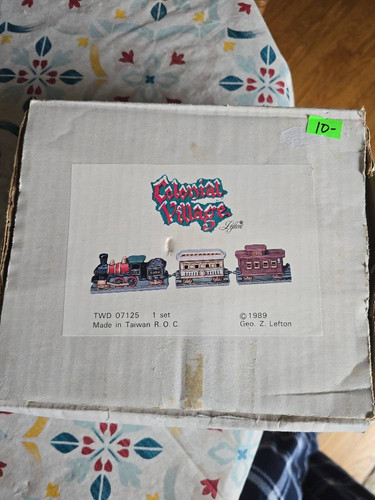 10-
Colonial
Village
Lefton
TWD 07125 1 set
Made in Taiwan R.O.C
©1989
Geo. Z. Lefton